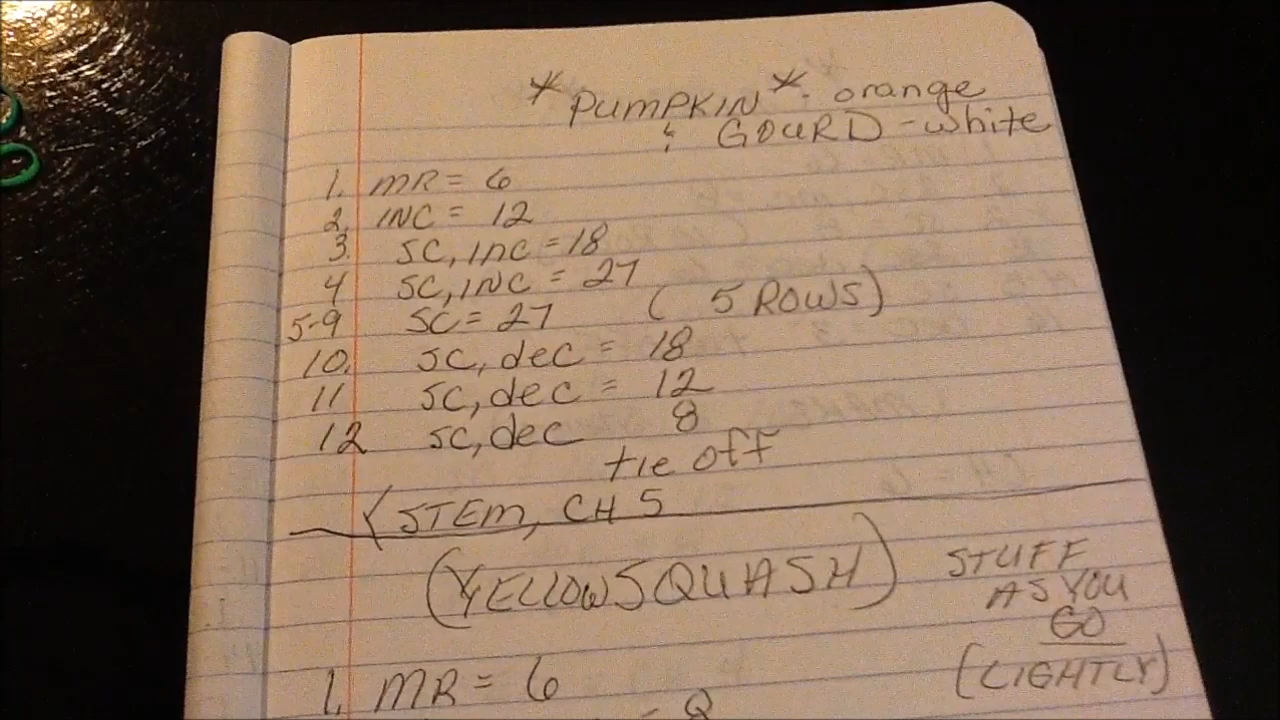 *PUMPKIN*. orange
& GOURD - white
1. MR = 6
2. INC = 12
3. SC, INC = 18
4 SC, INC = 27
5-9 SC = 27 (5 ROWS)
10. SC, dec = 18
11 SC, dec = 12
12 SC, dec 8
tie off
STEM, CH 5
(YELLOW SQUASH)
STUFF
AS YOU
GO
(LIGHTLY)
1. MR = 6